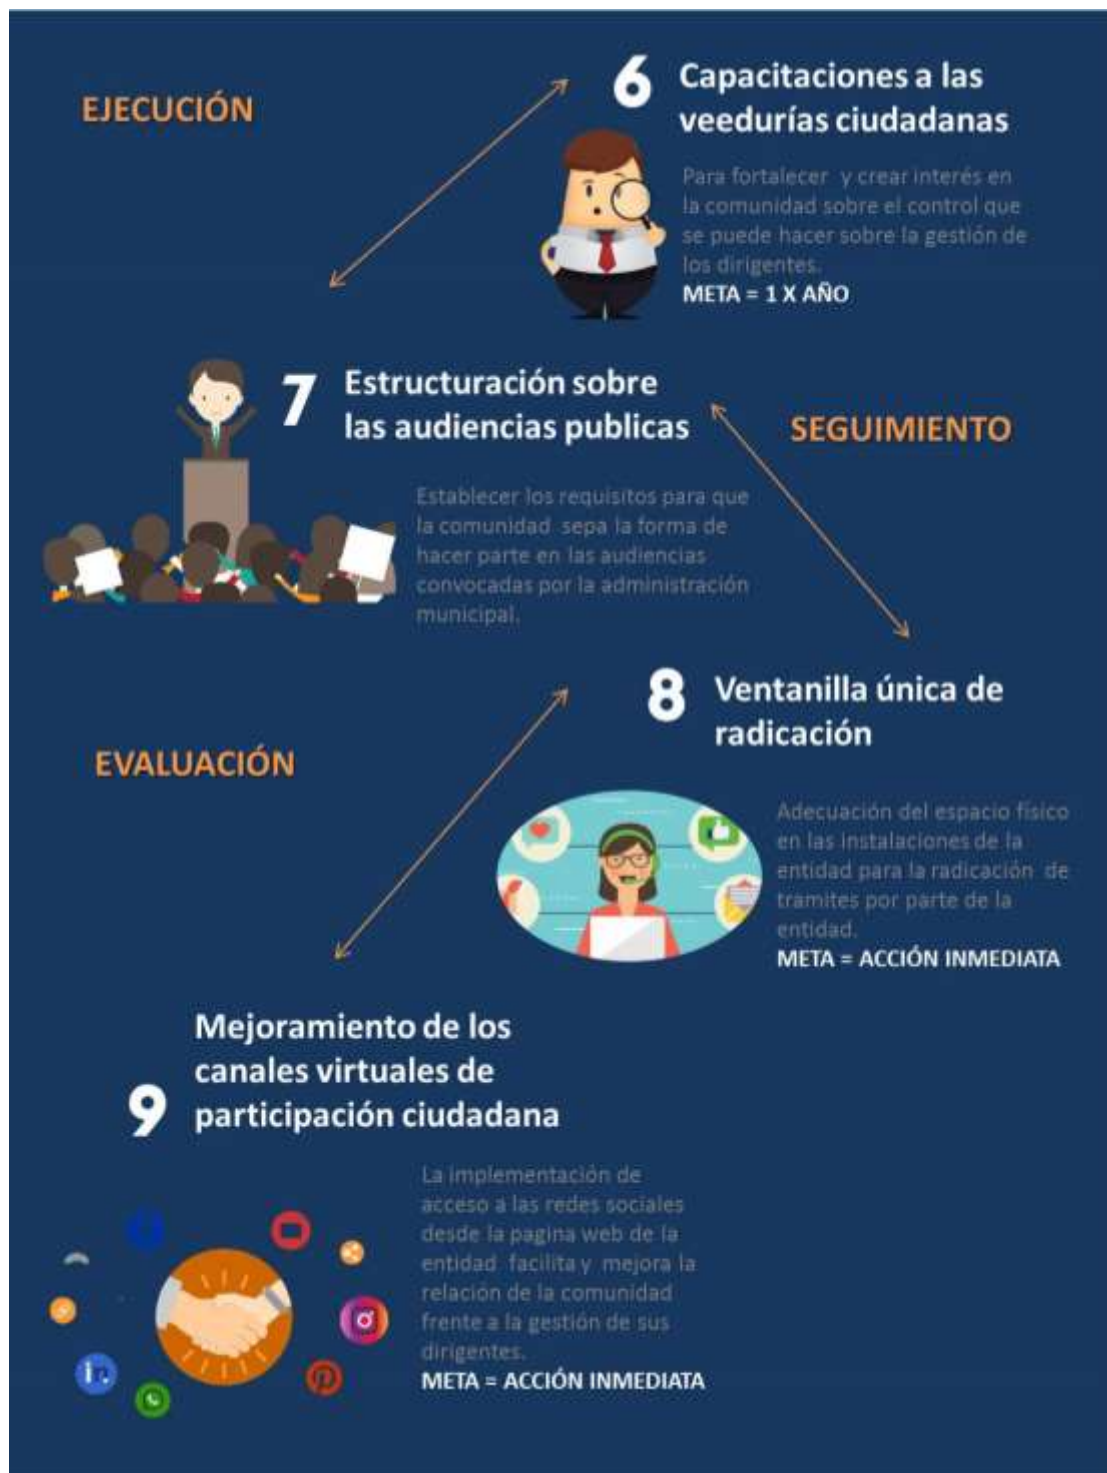 EJECUCIÓN
6
Capacitaciones a las
veedurías ciudadanas
Para fortalecer y crear interés en
la comunidad sobre el control que
se puede hacer sobre la gestión de
los dirigentes.
META = 1 X AÑO
7
Estructuración sobre
las audiencias publicas
SEGUIMIENTO
Establecer los requisitos para que
la comunidad sepa la forma de
hacer parte en las audiencias
convocadas por la administración
municipal.
8
Ventanilla única de
radicación
EVALUACIÓN
Adecuación del espacio físico
en las instalaciones de la
entidad para la radicación de
tramites por parte de la
entidad.
META = ACCIÓN INMEDIATA
9
Mejoramiento de los
canales virtuales de
participación ciudadana
La implementación de
acceso a las redes sociales
desde la pagina web de la
entidad facilita y mejora la
relación de la comunidad
frente a la gestión de sus
dirigentes.
META = ACCIÓN INMEDIATA
in